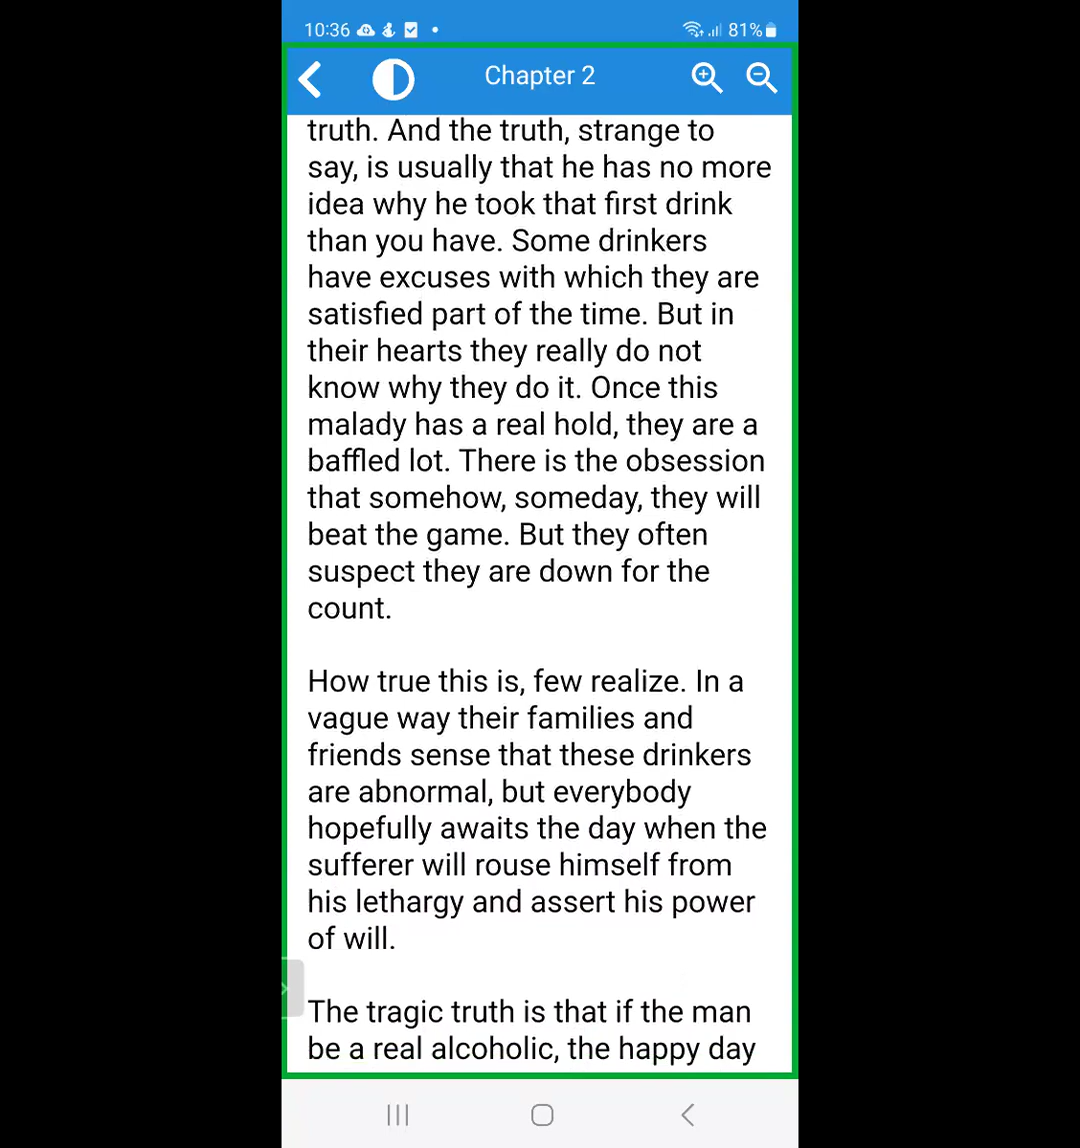 10:36
81%
Chapter 2
truth. And the truth, strange to
say, is usually that he has no more
idea why he took that first drink
than you have. Some drinkers
have excuses with which they are
satisfied part of the time. But in
their hearts they really do not
know why they do it. Once this
malady has a real hold, they are a
baffled lot. There is the obsession
that somehow, someday, they will
beat the game. But they often
suspect they are down for the
count.
How true this is, few realize. In a
vague way their families and
friends sense that these drinkers
are abnormal, but everybody
hopefully awaits the day when the
sufferer will rouse himself from
his lethargy and assert his power
of will.
The tragic truth is that if the man
be a real alcoholic, the happy day